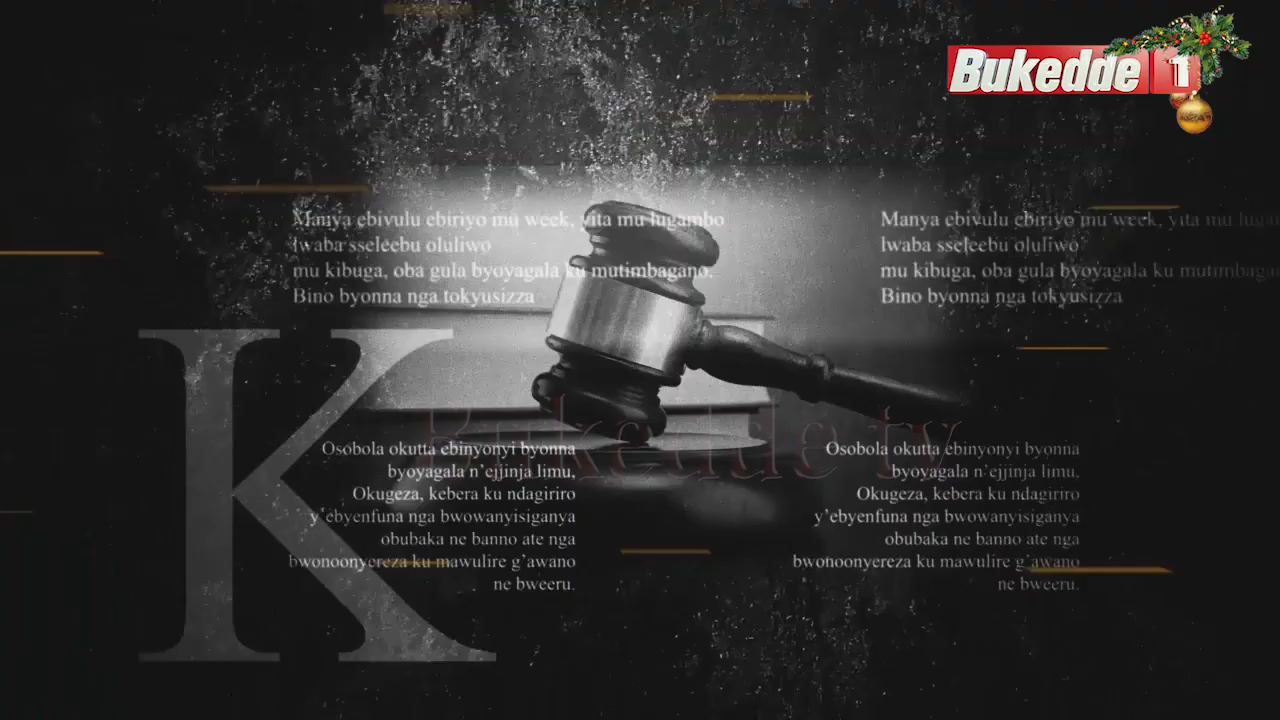 Bukedde 1
Manya ebivulu ebiriyo mu week, yita mu lugambo
lwaba sseleebu oluliwo
mu kibuga, oba gula byoyagala ku mutimbagano.
Bino byonna nga tokyusizza
Manya ebivulu ebiriyo mu week, yita mu
lwaba sseleebu oluliwo
mu kibuga, oba gula byoyagala ku
Bino byonna nga tokyusizza
K
Bukedde tv
Osobola okutta ebinyonyi byonna
byoyagala n'ejjinja limu,
Okugeza, kebera ku ndagiriro
y'ebyenfuna nga bwowanyisiganya
obubaka ne banno ate nga
bwonoonyereza ku mawulire g'awano
ne bweeru.
Osobola okutta ebinyonyi byonna
byoyagala n'ejjinja limu,
Okugeza, kebera ku ndagiriro
y'ebyenfuna nga bwowanyisiganya
obubaka ne banno ate nga
bwonoonyereza ku mawulire g'awano
ne bweeru.